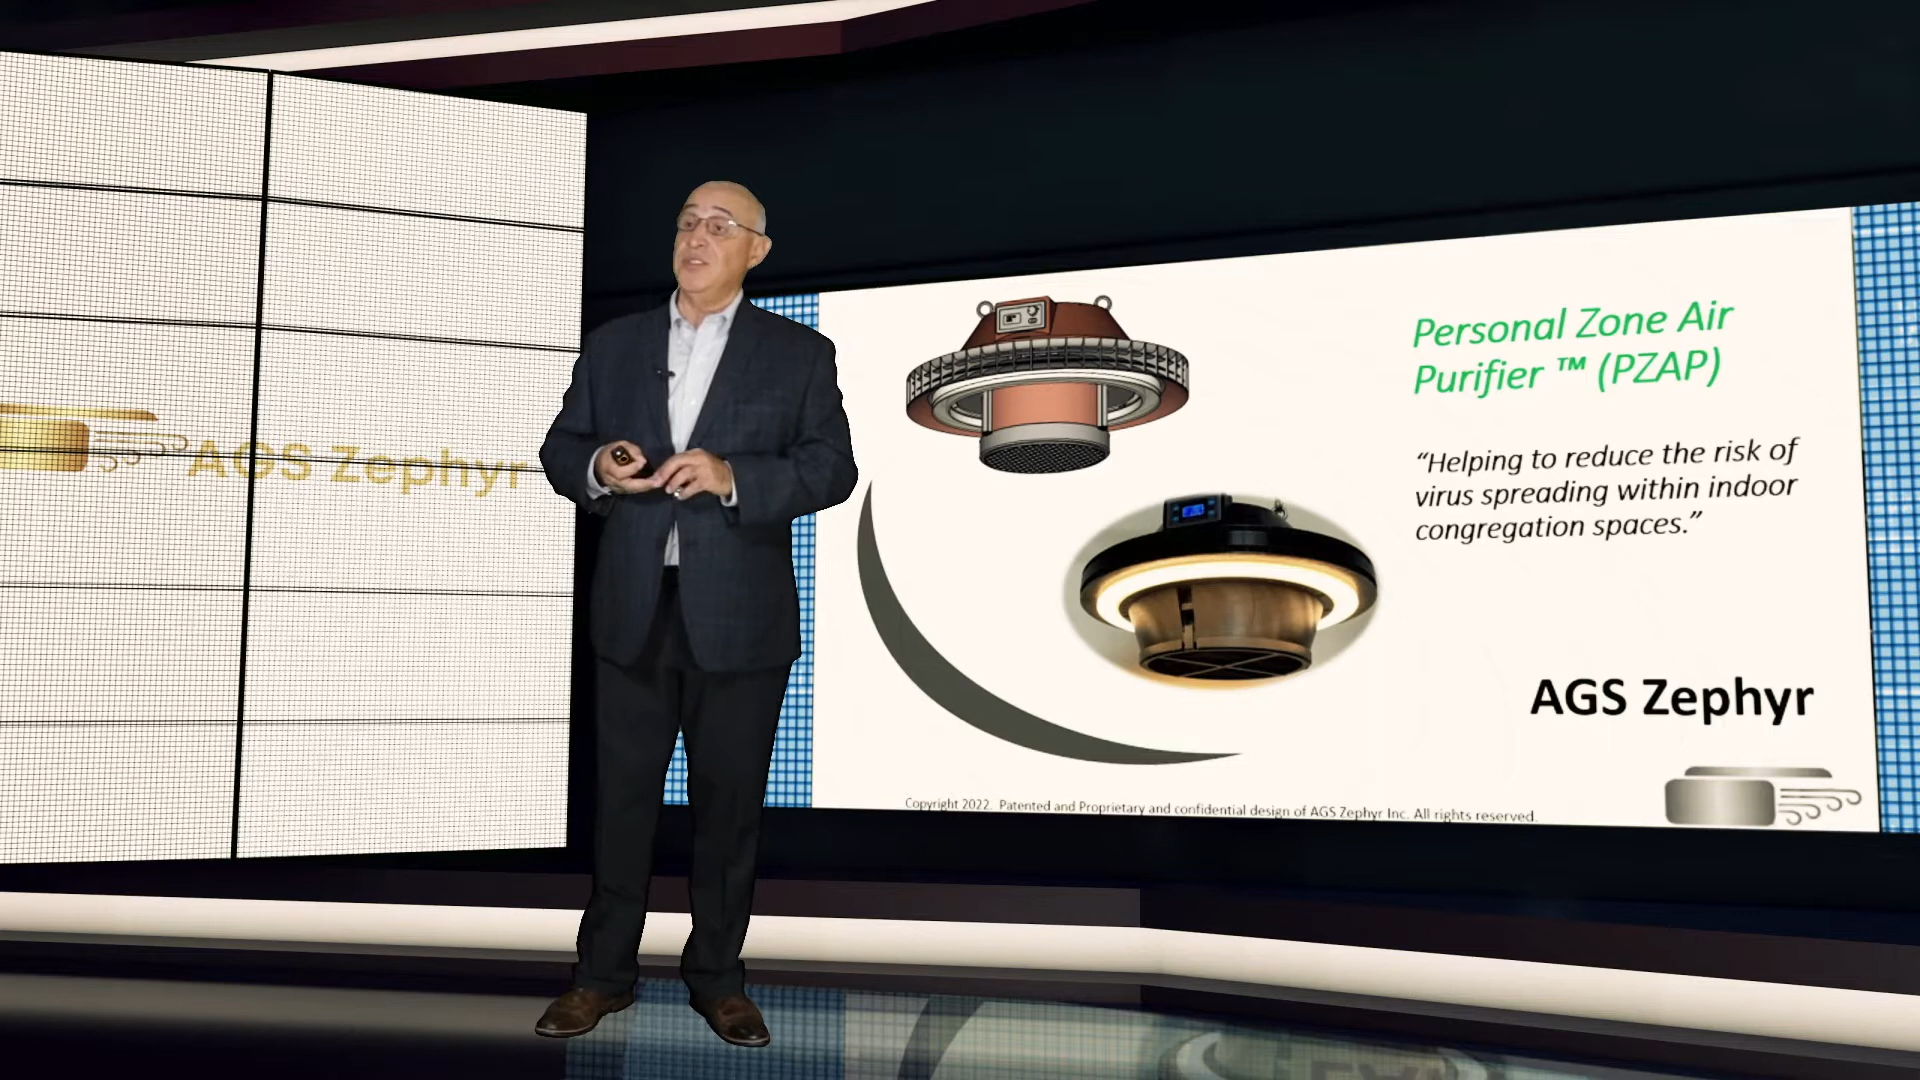 AGS Zephyr
Personal Zone Air
Purifier ™ (PZAP)
“Helping to reduce the risk of
virus spreading within indoor
congregation spaces.”
AGS Zephyr
Copyright 2022. Patented and Proprietary and confidential design of AGS Zephyr Inc. All rights reserved.